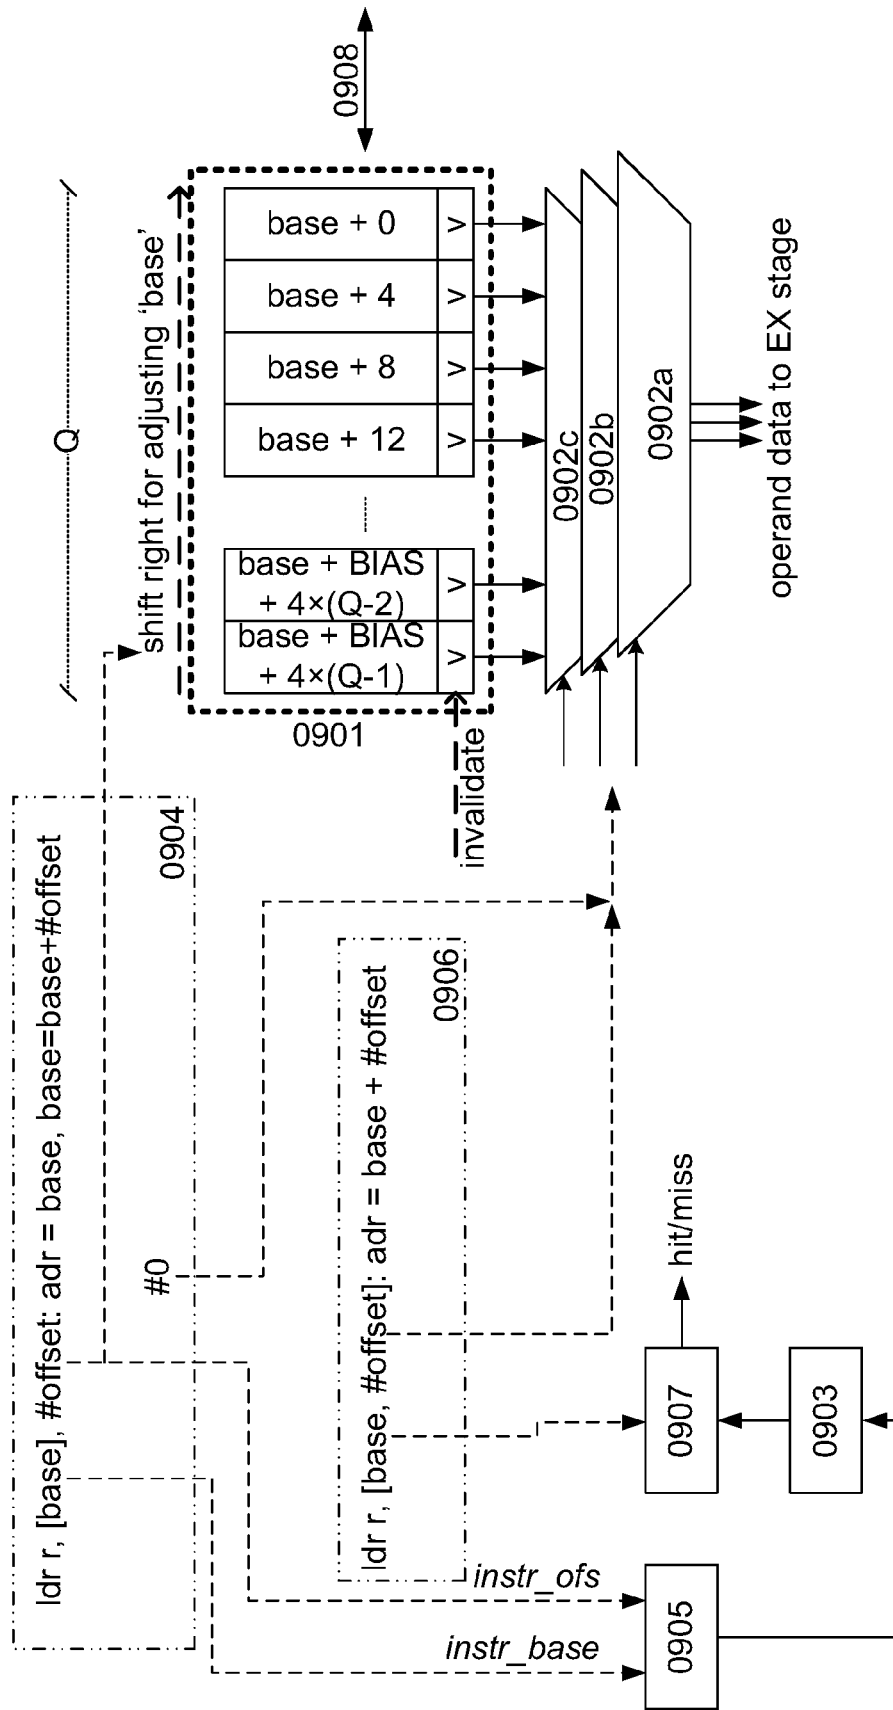 ldr r, [base], #offset: adr = base, base=base+#offset
#0
0904
ldr r, [base, #offset]: adr = base + #offset
0906
instr_base
instr_ofs
0905
0907
hit/miss
0903
Q
shift right for adjusting ‘base’
base + BIAS
+ 4×(Q-1)
base + BIAS
+ 4×(Q-2)
base + 12
base + 8
base + 4
base + 0
V
V
V
V
V
V
invalidate
0901
0908
0902c
0902b
0902a
operand data to EX stage